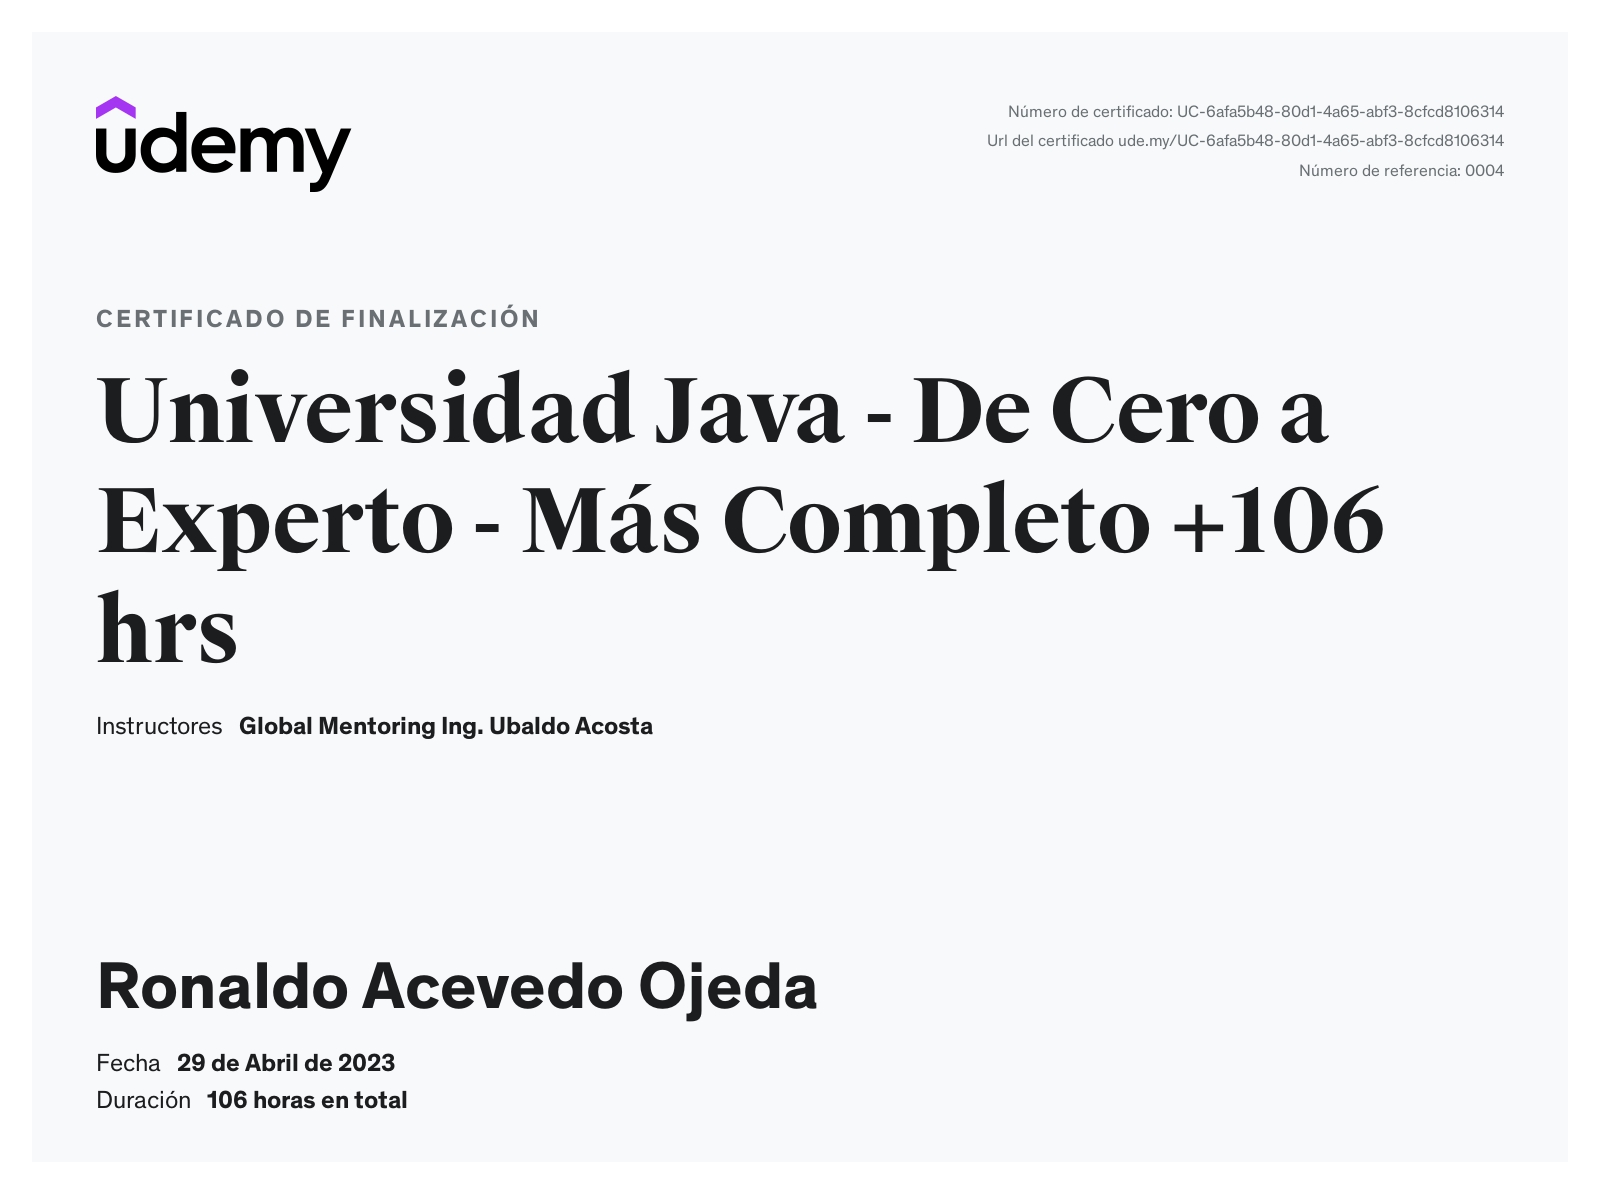 udemy
Número de certificado: UC-6afa5b48-80d1-4a65-abf3-8cfcd8106314
Url del certificado ude.my/UC-6afa5b48-80d1-4a65-abf3-8cfcd8106314
Número de referencia: 0004
CERTIFICADO DE FINALIZACIÓN
Universidad Java - De Cero a
Experto - Más Completo +106
hrs
Instructores Global Mentoring Ing. Ubaldo Acosta
Ronaldo Acevedo Ojeda
Fecha 29 de Abril de 2023
Duración 106 horas en total